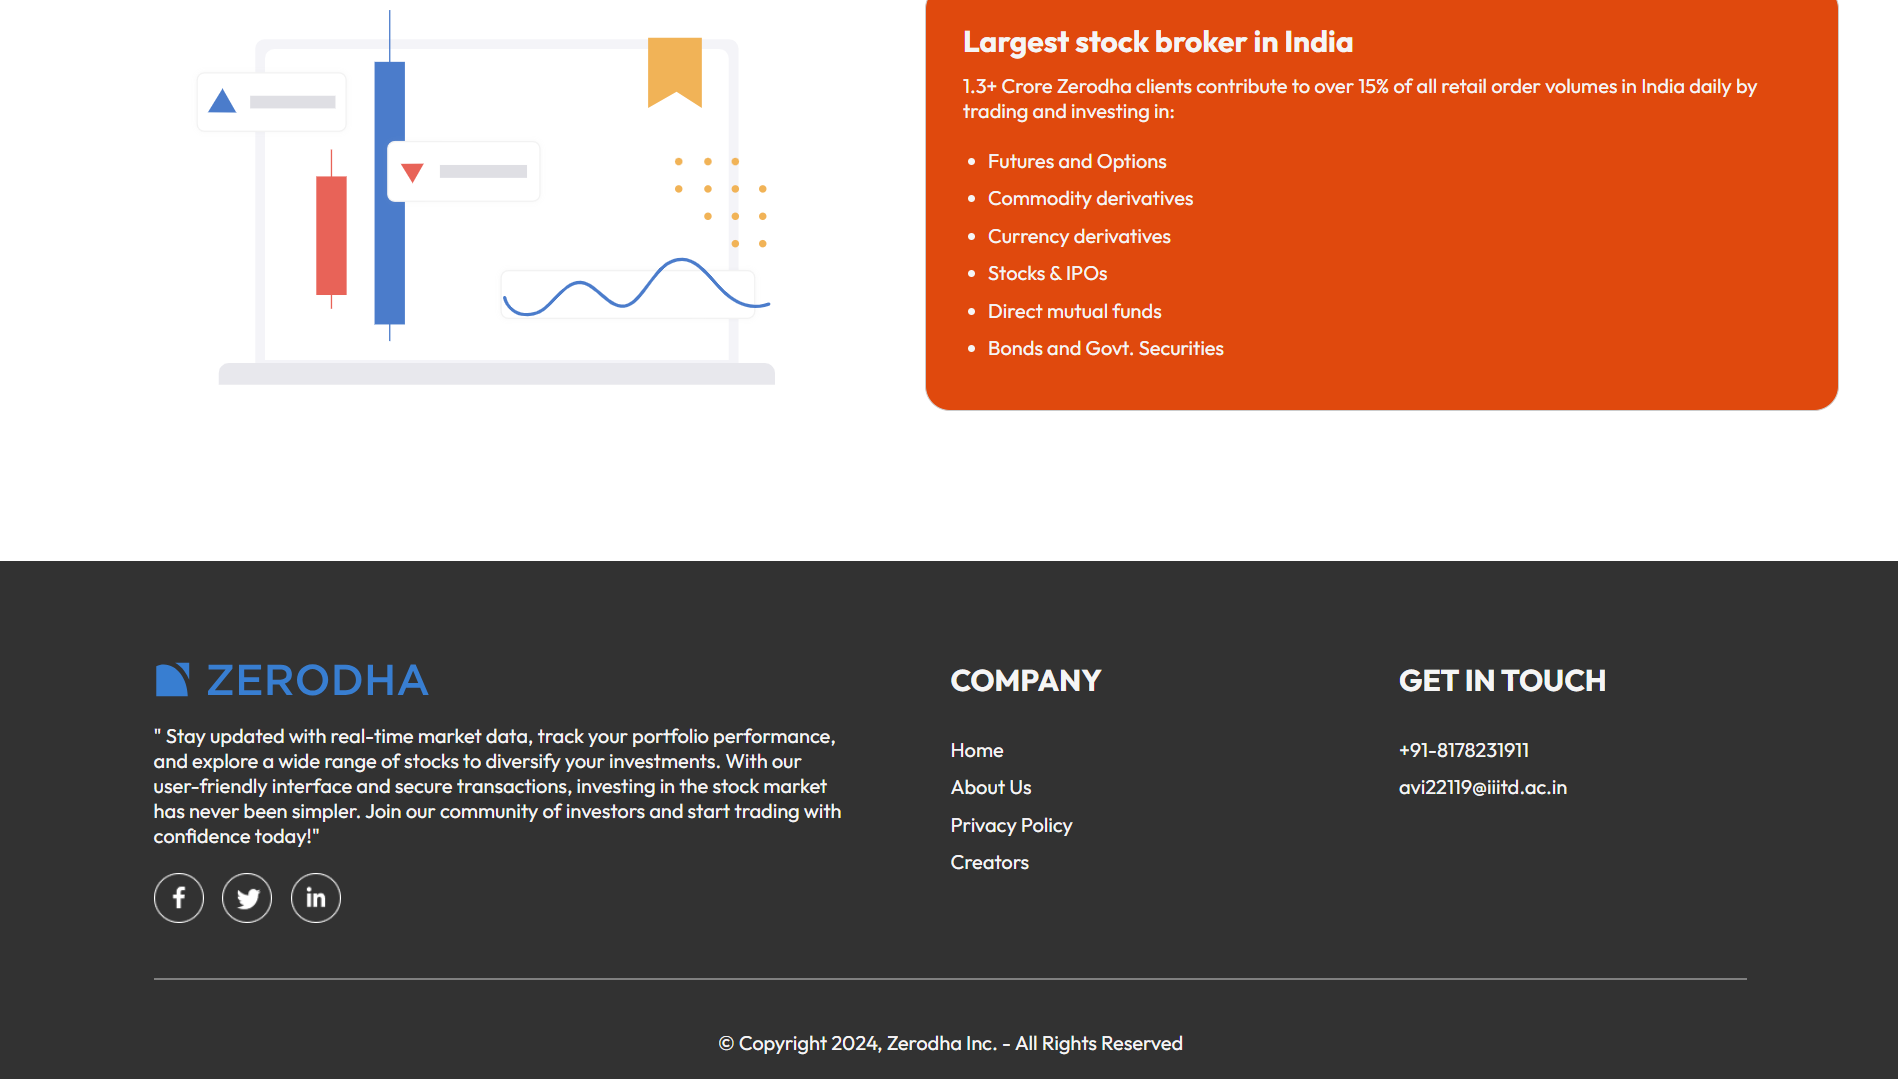 Largest stock broker in India
1.3+ Crore Zerodha clients contribute to over 15% of all retail order volumes in India daily by
trading and investing in:
Futures and Options
Commodity derivatives
Currency derivatives
Stocks & IPOs
Direct mutual funds
Bonds and Govt. Securities
ZERODHA
" Stay updated with real-time market data, track your portfolio performance,
and explore a wide range of stocks to diversify your investments. With our
user-friendly interface and secure transactions, investing in the stock market
has never been simpler. Join our community of investors and start trading with
confidence today!"
f
in
COMPANY
Home
About Us
Privacy Policy
Creators
GET IN TOUCH
+91-8178231911
avi22119@iiitd.ac.in
© Copyright 2024, Zerodha Inc. - All Rights Reserved